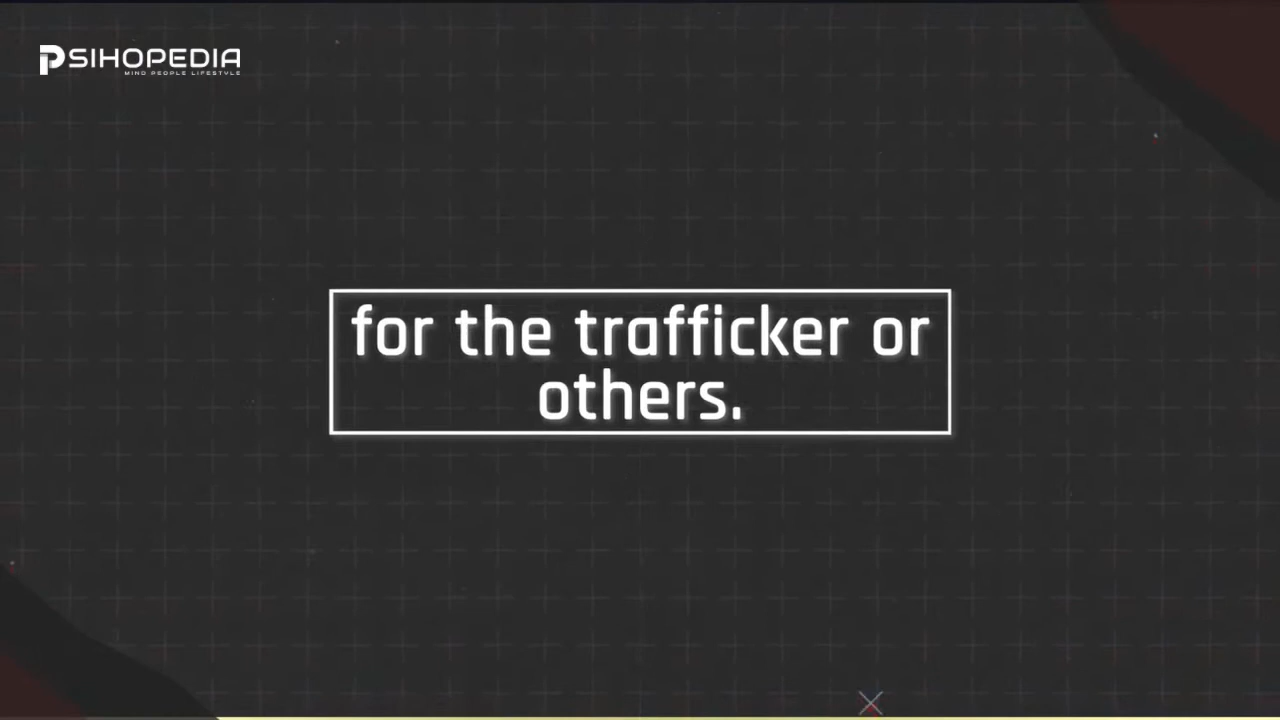 PSIHOPEDIA
MIND PEOPLE LIFESTYLE
for the trafficker or
others.